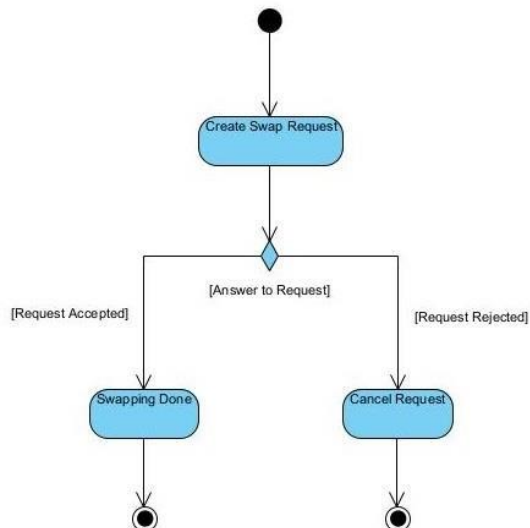 Create Swap Request
[Answer to Request]
[Request Accepted]
[Request Rejected]
Swapping Done
Cancel Request